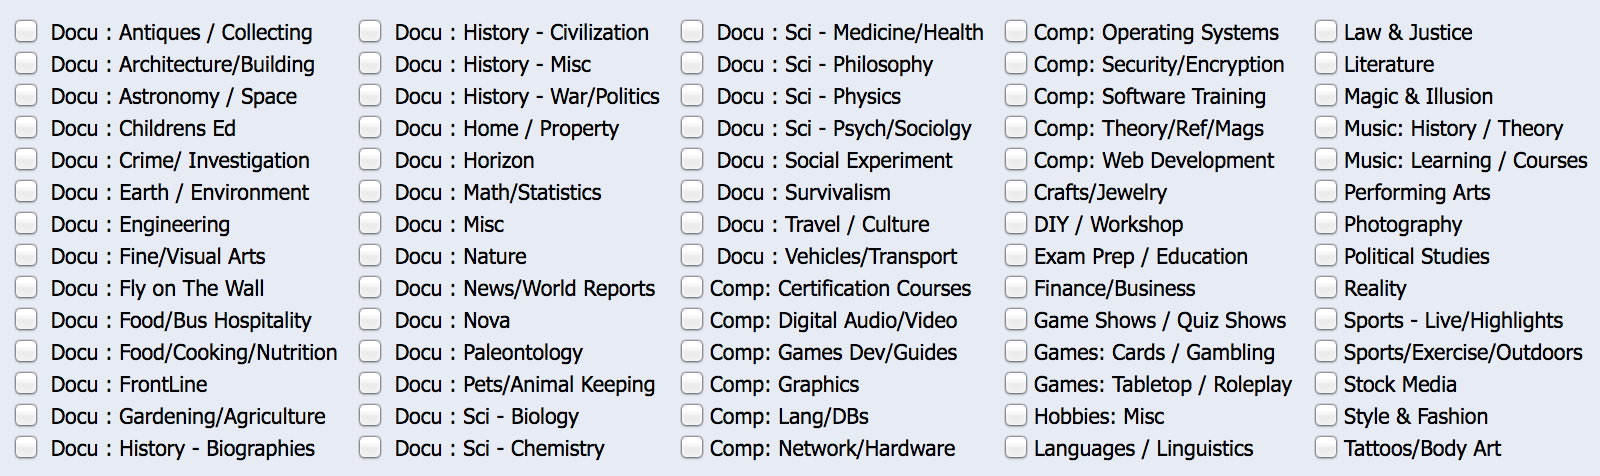 Docu : Antiques / Collecting
Docu : Architecture/Building
Docu : Astronomy / Space
Docu : Childrens Ed
Docu : Crime/ Investigation
Docu : Earth / Environment
Docu : Engineering
Docu : Fine/Visual Arts
Docu : Fly on The Wall
Docu : Food/Bus Hospitality
Docu : Food/Cooking/Nutrition
Docu : FrontLine
Docu : Gardening/Agriculture
Docu : History - Biographies
Docu : History - Civilization
Docu : History - Misc
Docu : History - War/Politics
Docu : Home / Property
Docu : Horizon
Docu : Math/Statistics
Docu : Misc
Docu : Nature
Docu : News/World Reports
Docu : Nova
Docu : Paleontology
Docu : Pets/Animal Keeping
Docu : Sci - Biology
Docu : Sci - Chemistry
Docu : Sci - Medicine/Health
Docu : Sci - Philosophy
Docu : Sci - Physics
Docu : Sci - Psych/Sociolgy
Docu : Social Experiment
Docu : Survivalism
Docu : Travel / Culture
Docu : Vehicles/Transport
Comp: Certification Courses
Comp: Digital Audio/Video
Comp: Games Dev/Guides
Comp: Graphics
Comp: Lang/DBs
Comp: Network/Hardware
Comp: Operating Systems
Comp: Security/Encryption
Comp: Software Training
Comp: Theory/Ref/Mags
Comp: Web Development
Crafts/Jewelry
DIY / Workshop
Exam Prep / Education
Finance/Business
Game Shows / Quiz Shows
Games: Cards / Gambling
Games: Tabletop / Roleplay
Hobbies: Misc
Languages / Linguistics
Law & Justice
Literature
Magic & Illusion
Music: History / Theory
Music: Learning / Courses
Performing Arts
Photography
Political Studies
Reality
Sports - Live/Highlights
Sports/Exercise/Outdoors
Stock Media
Style & Fashion
Tattoos/Body Art